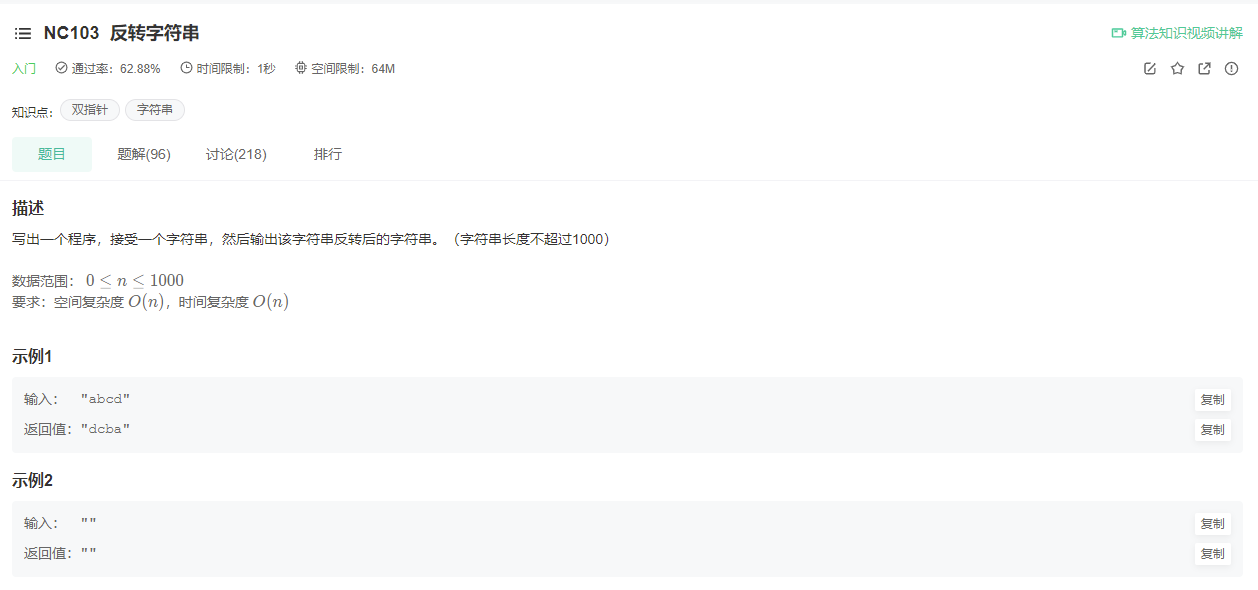 NC103 反转字符串
算法知识视频讲解
入门 通过率：62.88% 时间限制：1秒 空间限制：64M
知识点： 双指针 字符串
题目 题解(96) 讨论(218) 排行
描述
写出一个程序，接受一个字符串，然后输出该字符串反转后的字符串。（字符串长度不超过1000）
数据范围： 0 ≤ n ≤ 1000
要求：空间复杂度 O(n)，时间复杂度 O(n)
示例1
输入： "abcd" 复制
返回值："dcba" 复制
示例2
输入： "" 复制
返回值："" 复制